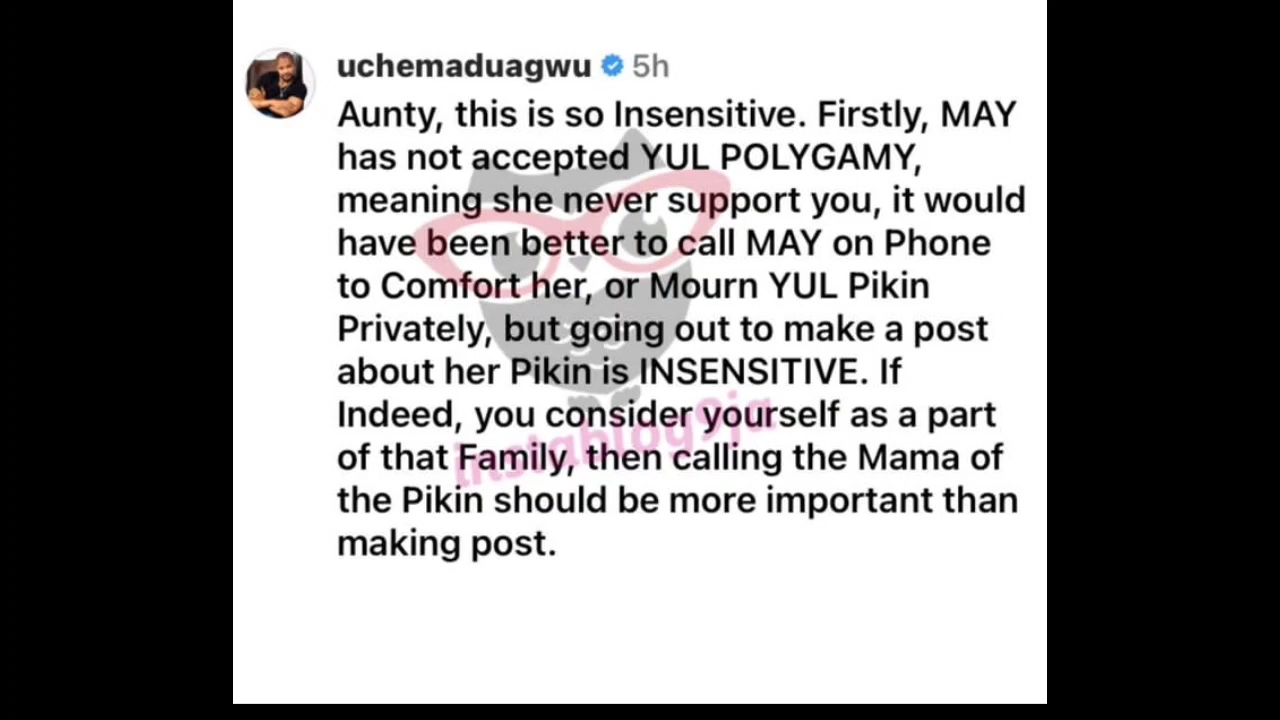 uchemaduagwu 5h
Aunty, this is so Insensitive. Firstly, MAY
has not accepted YUL POLYGAMY,
meaning she never support you, it would
have been better to call MAY on Phone
to Comfort her, or Mourn YUL Pikin
Privately, but going out to make a post
about her Pikin is INSENSITIVE. If
Indeed, you consider yourself as a part
of that Family, then calling the Mama of
the Pikin should be more important than
making post.
instablog9ja